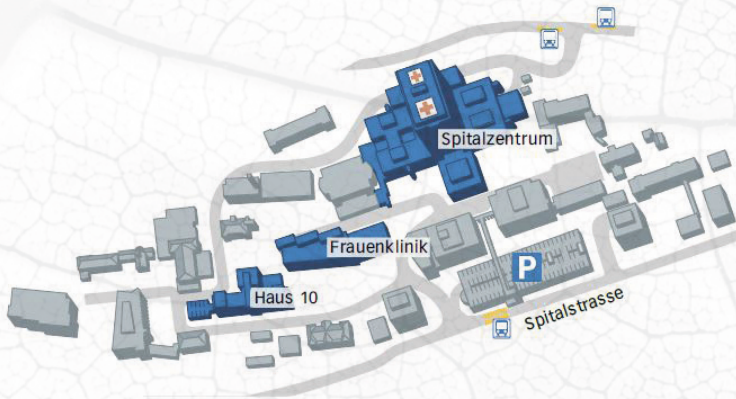 Spitalzentrum
Frauenklinik
P
Haus 10
Spitalstrasse